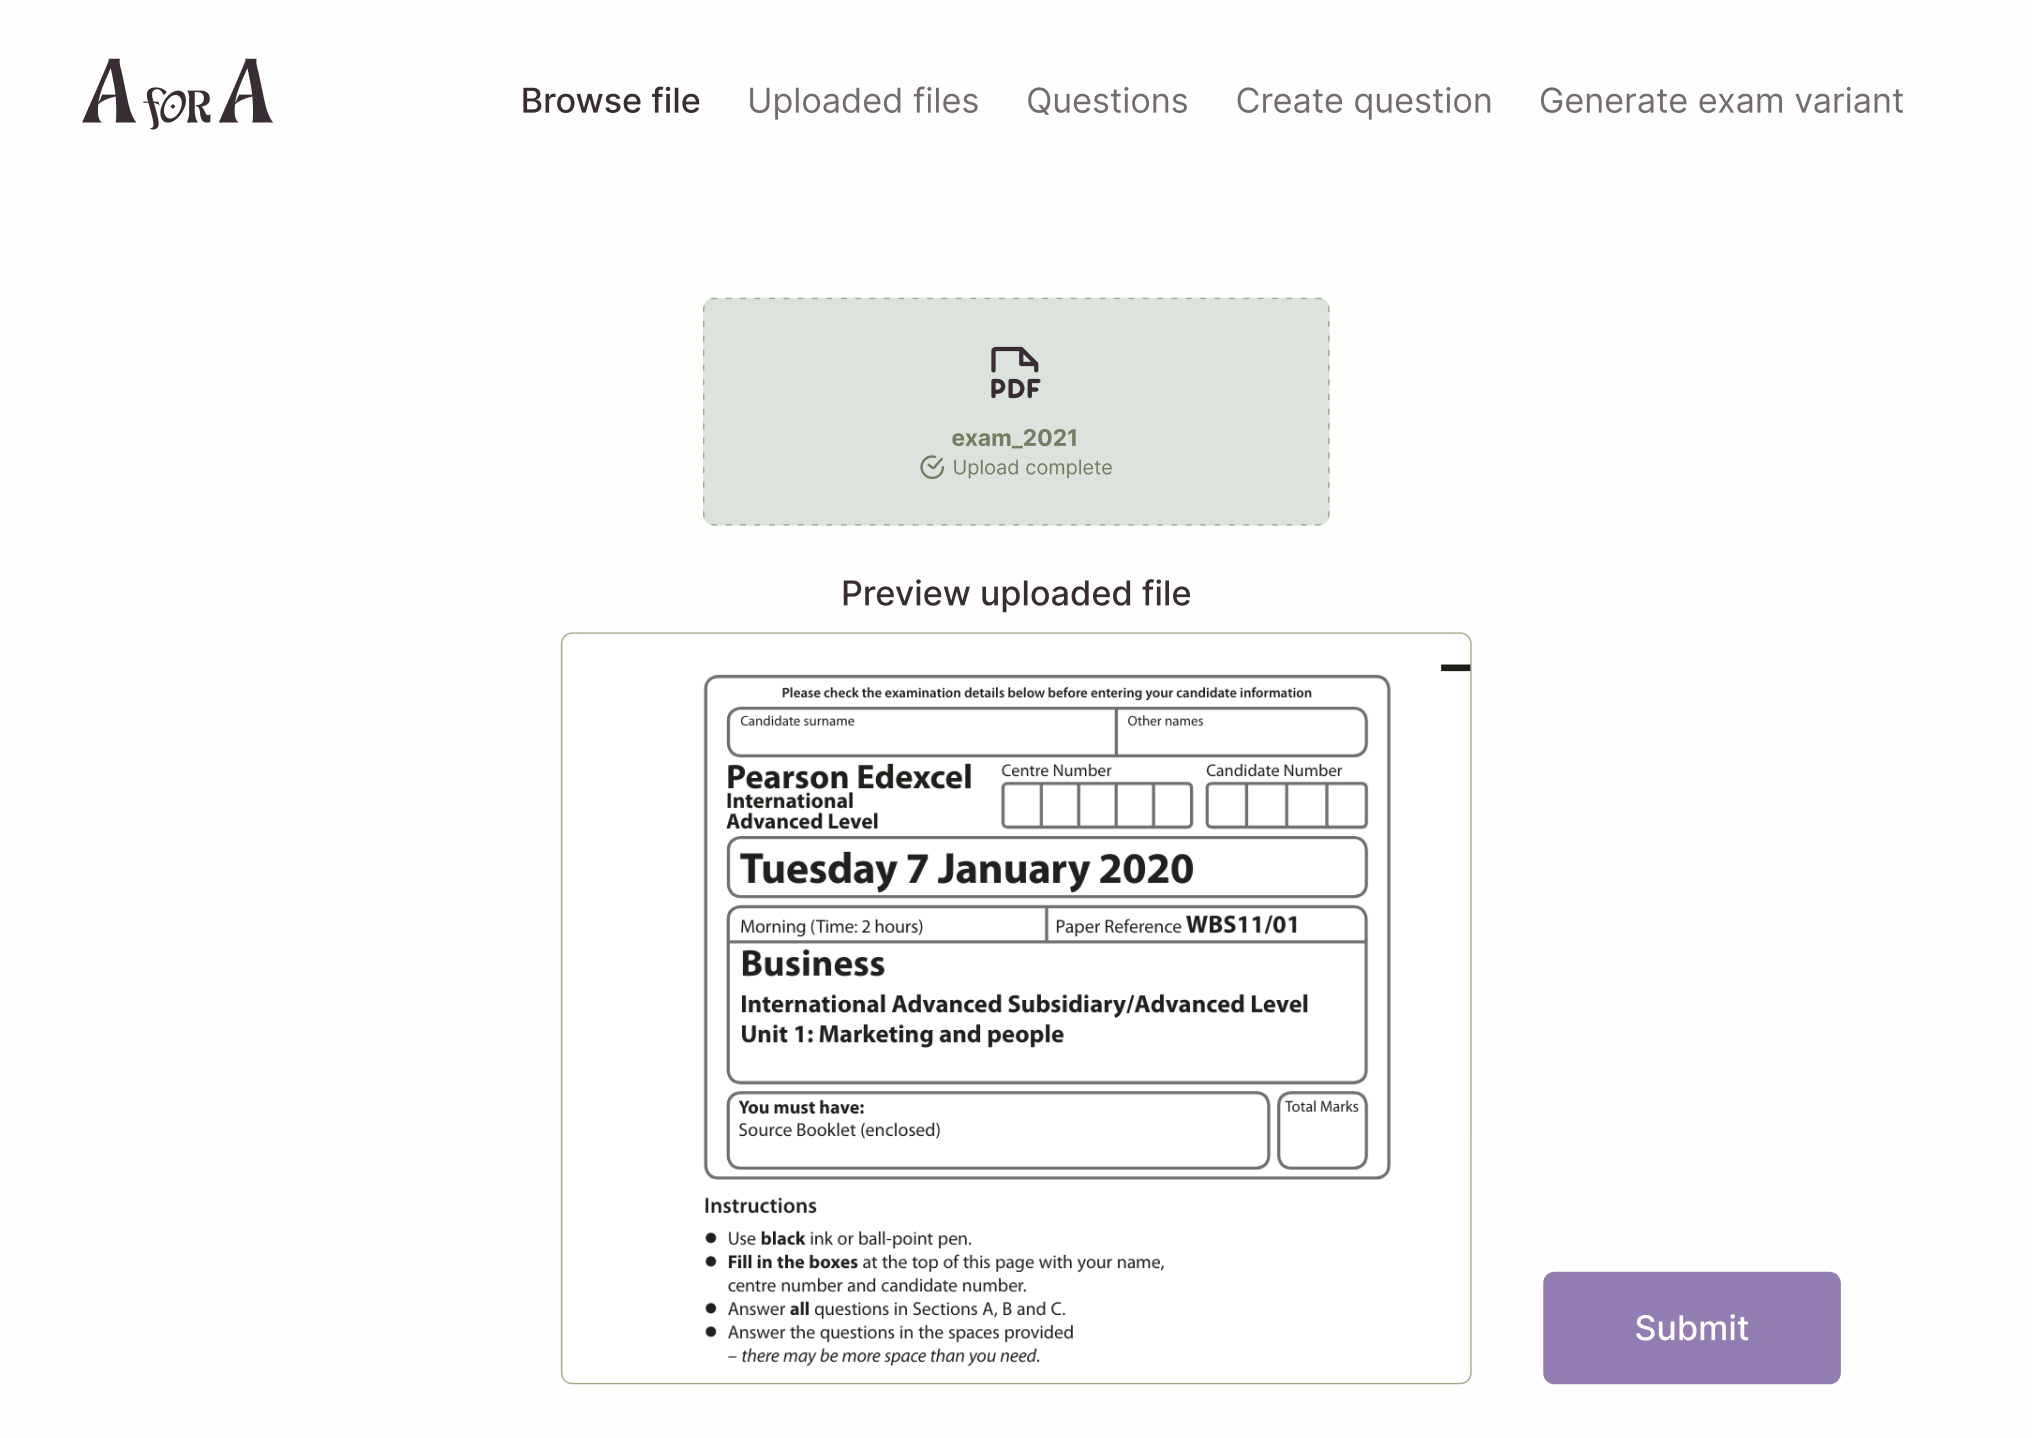 A for A
Browse file
Uploaded files
Questions
Create question
Generate exam variant
PDF
exam_2021
Upload complete
Preview uploaded file
Please check the examination details below before entering your candidate information
Candidate surname
Other names
Pearson Edexcel
International
Advanced Level
Centre Number
Candidate Number
Tuesday 7 January 2020
Morning (Time: 2 hours)
Paper Reference WBS11/01
Business
International Advanced Subsidiary/Advanced Level
Unit 1: Marketing and people
You must have:
Source Booklet (enclosed)
Total Marks
Instructions
● Use black ink or ball-point pen.
● Fill in the boxes at the top of this page with your name,
centre number and candidate number.
● Answer all questions in Sections A, B and C.
● Answer the questions in the spaces provided
– there may be more space than you need.
Submit